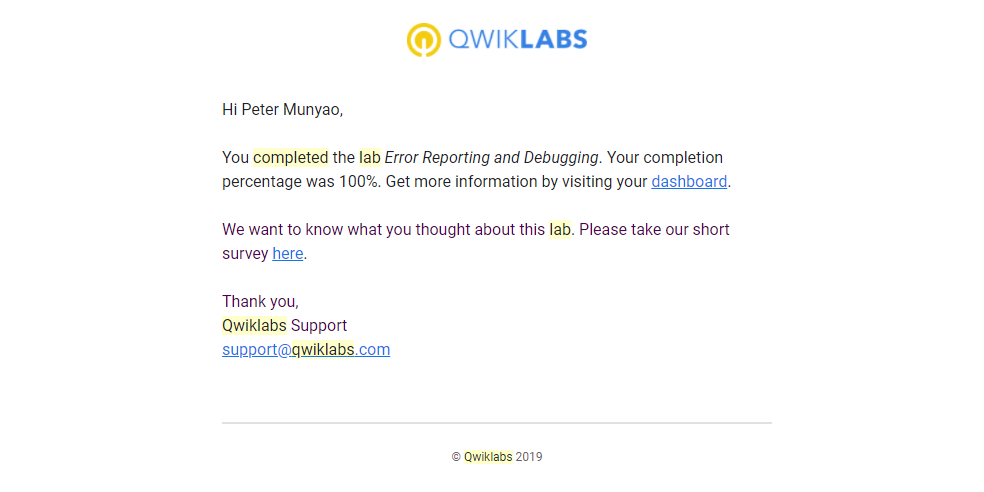 QWIKLABS
Hi Peter Munyao,
You completed the lab Error Reporting and Debugging. Your completion
percentage was 100%. Get more information by visiting your dashboard.
We want to know what you thought about this lab. Please take our short
survey here.
Thank you,
Qwiklabs Support
support@qwiklabs.com
© Qwiklabs 2019